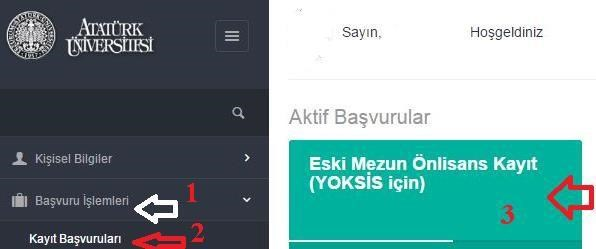 ATATÜRK
ÜNİVERSİTESİ
1957
Kişisel Bilgiler
Başvuru İşlemleri
1
Kayıt Başvuruları
2
Sayın, Hoşgeldiniz
Aktif Başvurular
Eski Mezun Önlisans Kayıt
(YOKSİS için)
3